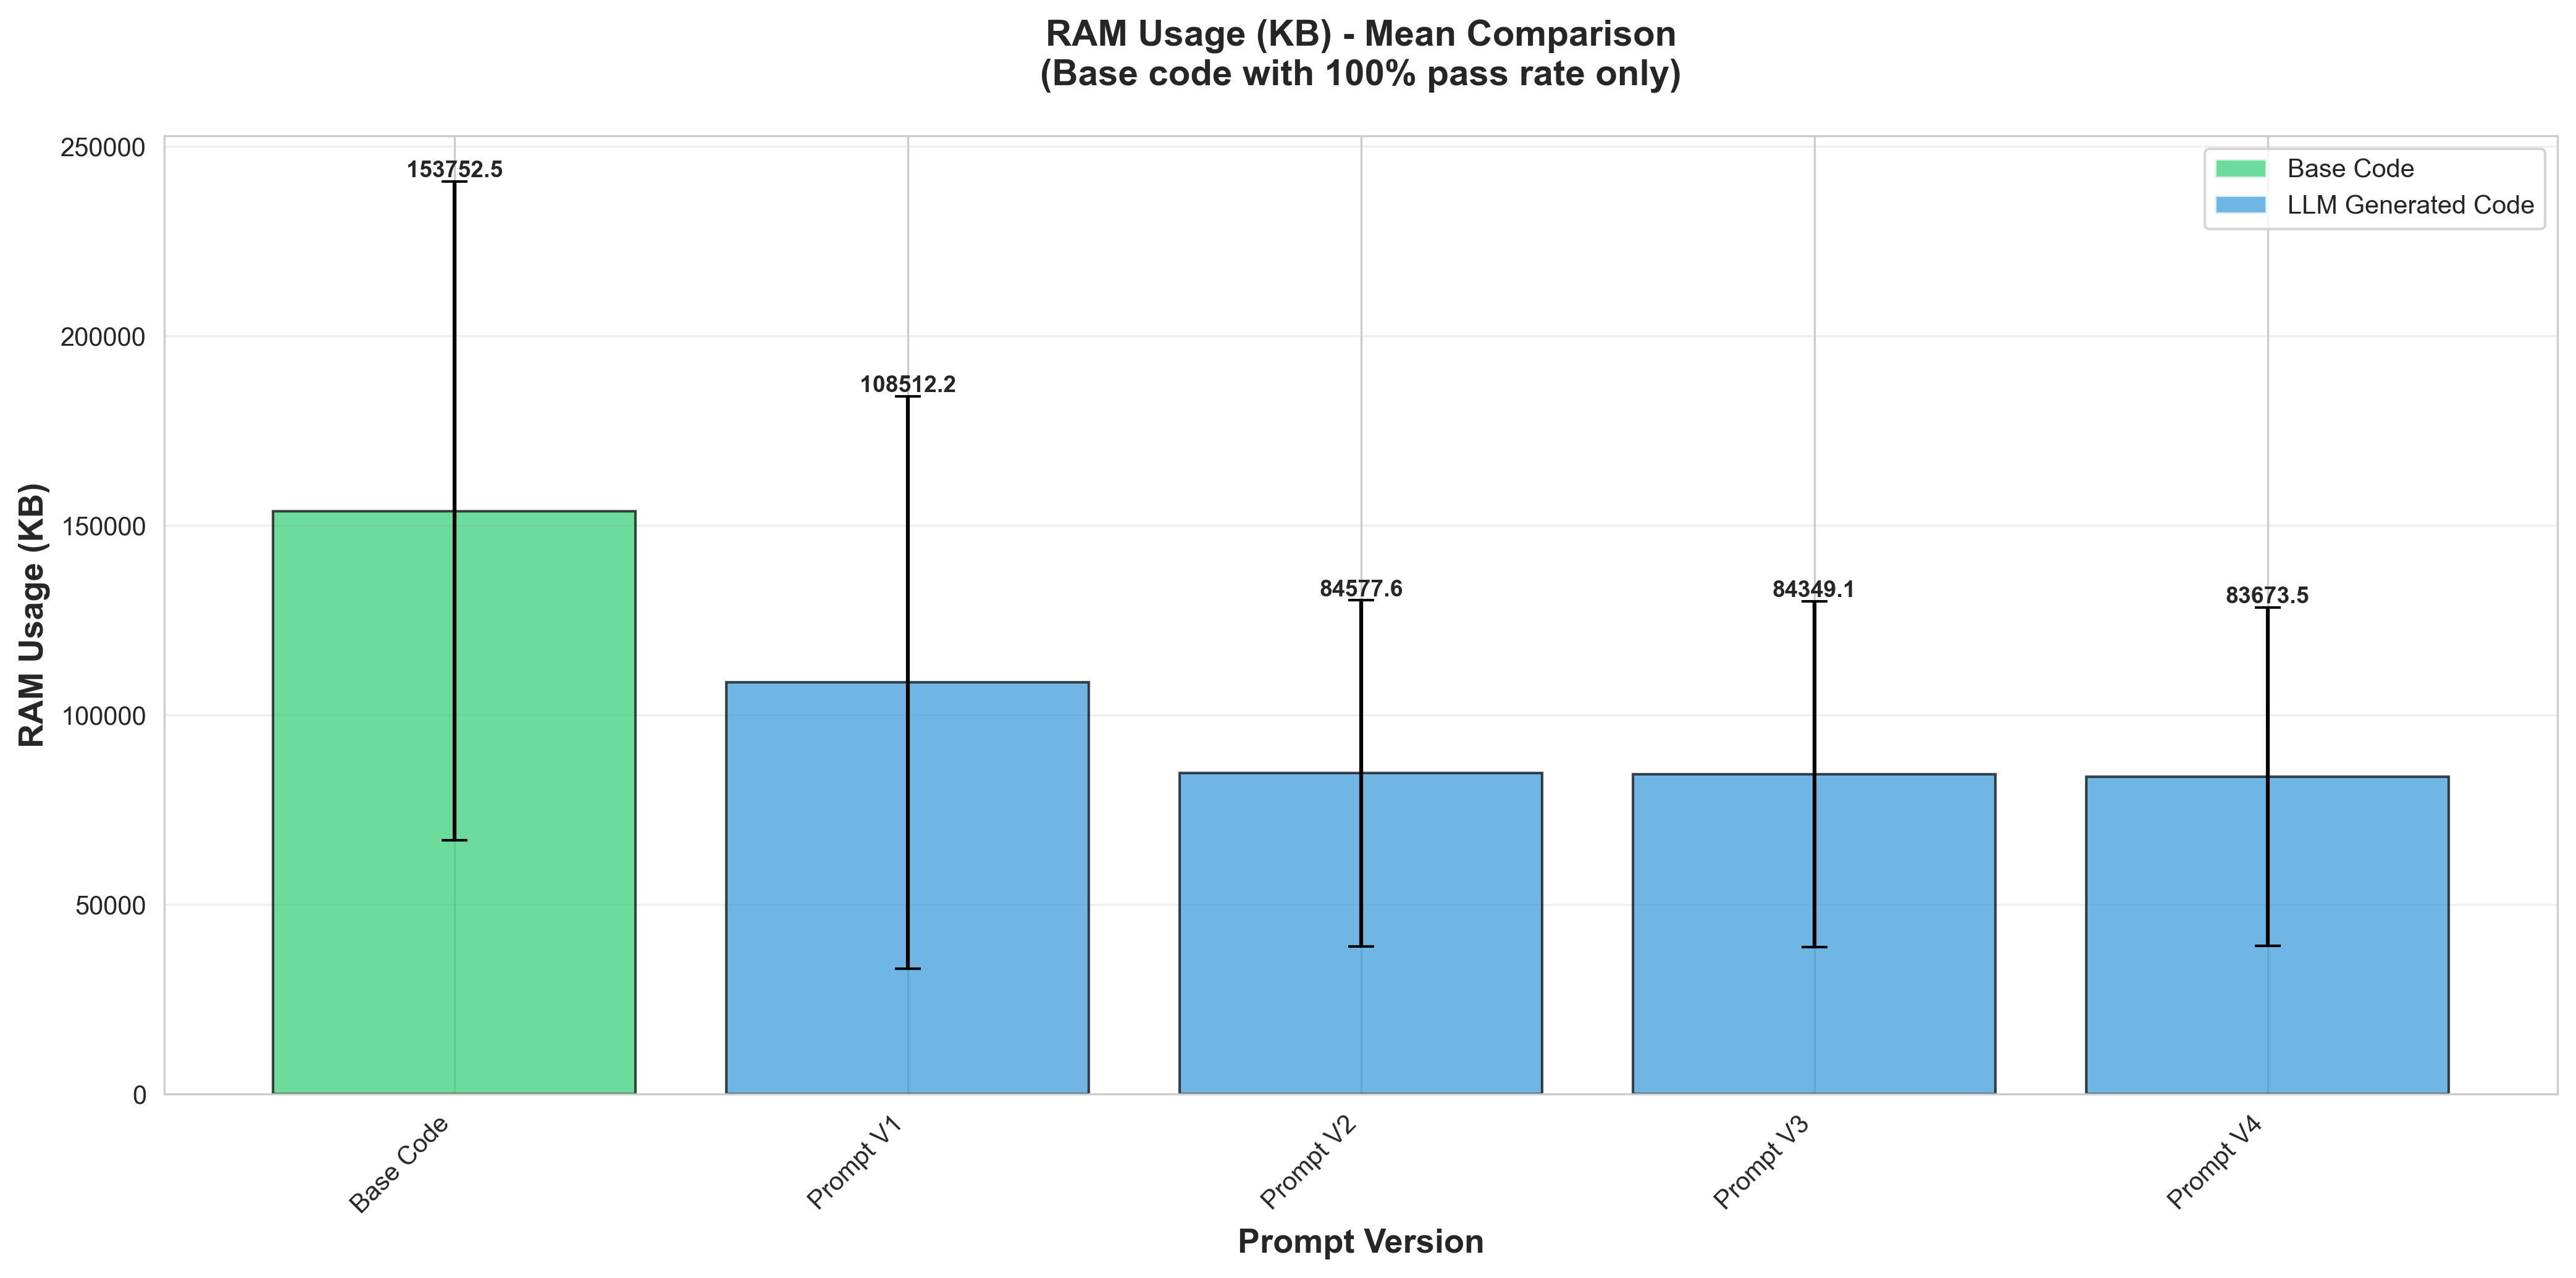 RAM Usage (KB) - Mean Comparison
(Base code with 100% pass rate only)
250000
200000
150000
100000
50000
0
RAM Usage (KB)
153752.5
108512.2
84577.6
84349.1
83673.5
Base Code
LLM Generated Code
Base Code
Prompt V1
Prompt V2
Prompt V3
Prompt V4
Prompt Version